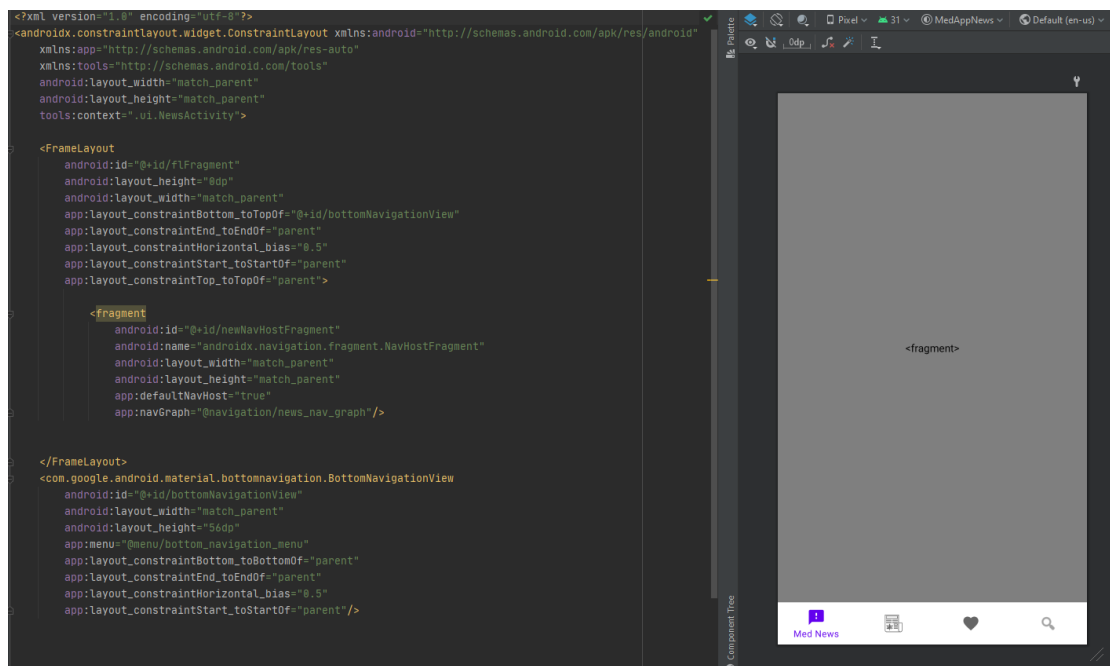 <?xml version="1.0" encoding="utf-8"?>
<androidx.constraintlayout.widget.ConstraintLayout xmlns:android="http://schemas.android.com/apk/res/android"
xmlns:app="http://schemas.android.com/apk/res-auto"
xmlns:tools="http://schemas.android.com/tools"
android:layout_width="match_parent"
android:layout_height="match_parent"
tools:context=".ui.NewsActivity">
<FrameLayout
android:id="@+id/flFragment"
android:layout_height="0dp"
android:layout_width="match_parent"
app:layout_constraintBottom_toTopOf="@+id/bottomNavigationView"
app:layout_constraintEnd_toEndOf="parent"
app:layout_constraintHorizontal_bias="0.5"
app:layout_constraintStart_toStartOf="parent"
app:layout_constraintTop_toTopOf="parent">
<fragment
android:id="@+id/newNavHostFragment"
android:name="androidx.navigation.fragment.NavHostFragment"
android:layout_width="match_parent"
android:layout_height="match_parent"
app:defaultNavHost="true"
app:navGraph="@navigation/news_nav_graph"/>
</FrameLayout>
<com.google.android.material.bottomnavigation.BottomNavigationView
android:id="@+id/bottomNavigationView"
android:layout_width="match_parent"
android:layout_height="56dp"
app:menu="@menu/bottom_navigation_menu"
app:layout_constraintBottom_toBottomOf="parent"
app:layout_constraintEnd_toEndOf="parent"
app:layout_constraintHorizontal_bias="0.5"
app:layout_constraintStart_toStartOf="parent"/>
Palette
Component Tree
Pixel
31
MedAppNews
Default (en-us)
0dp
<fragment>
Med News